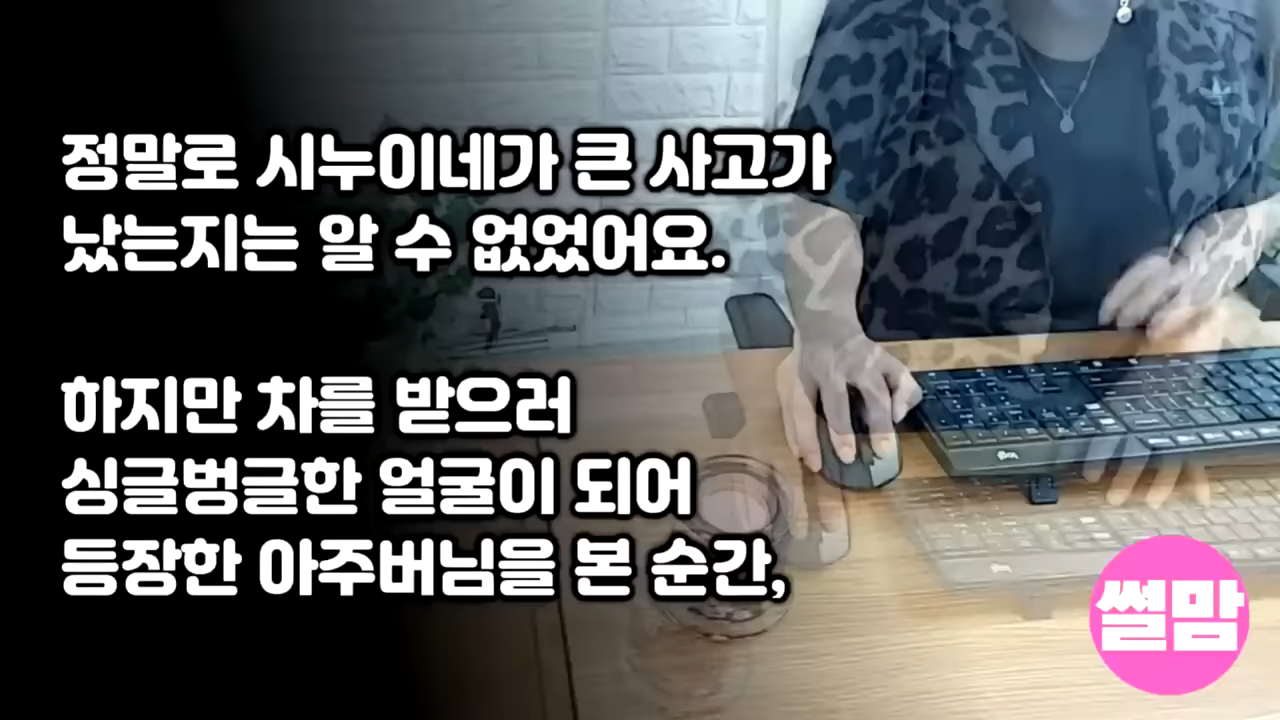 정말로 시누이네가 큰 사고가
났는지는 알 수 없었어요.
하지만 차를 받으러
싱글벙글한 얼굴이 되어
등장한 아주버님을 본 순간,
썰맘